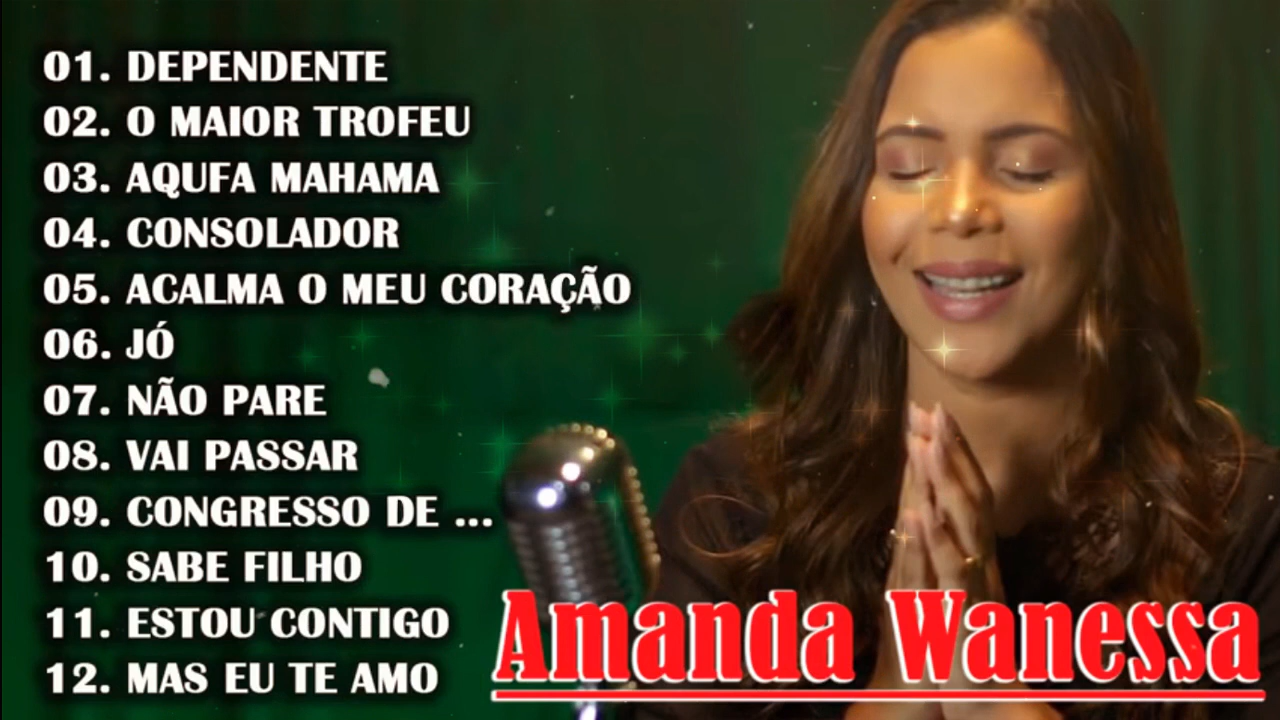 01. DEPENDENTE
02. O MAIOR TROFEU
03. AQUFA MAHAMA
04. CONSOLADOR
05. ACALMA O MEU CORAÇÃO
06. JÓ
07. NÃO PARE
08. VAI PASSAR
09. CONGRESSO DE ...
10. SABE FILHO
11. ESTOU CONTIGO
12. MAS EU TE AMO
Amanda Wanessa